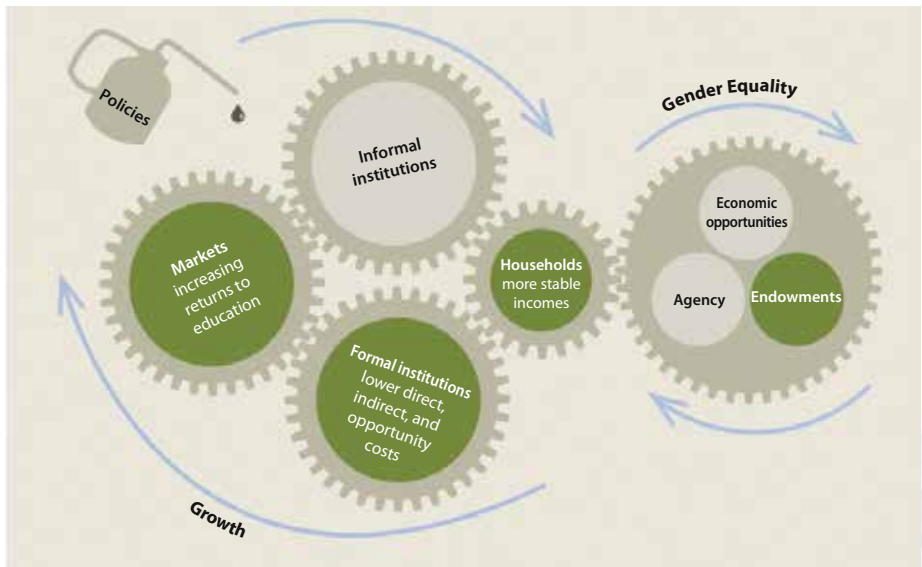 Policies
Informal
institutions
Gender Equality
Economic
opportunities
Markets
increasing
returns to
education
Households
more stable
incomes
Agency
Endowments
Formal institutions
lower direct,
indirect, and
opportunity
costs
Growth